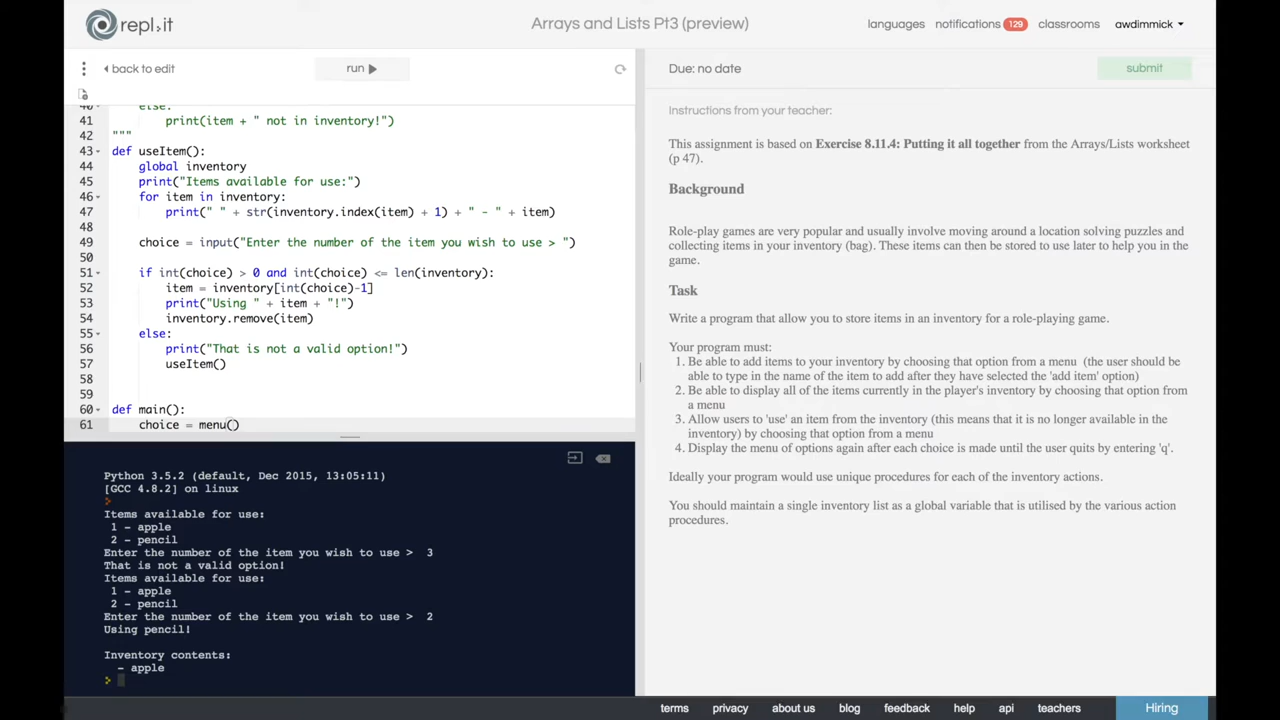 repl.it
Arrays and Lists Pt3 (preview)
languages notifications 129 classrooms awdimmick
back to edit
run
Due: no date
submit
40 else:
41 print(item + " not in inventory!")
42 """
43 def useItem():
44 global inventory
45 print("Items available for use:")
46 for item in inventory:
47 print(" " + str(inventory.index(item) + 1) + " - " + item)
48
49 choice = input("Enter the number of the item you wish to use > ")
50
51 if int(choice) > 0 and int(choice) <= len(inventory):
52 item = inventory[int(choice)-1]
53 print("Using " + item + "!")
54 inventory.remove(item)
55 else:
56 print("That is not a valid option!")
57 useItem()
58
59
60 def main():
61 choice = menu()
Python 3.5.2 (default, Dec 2015, 13:05:11)
[GCC 4.8.2] on linux
>
Items available for use:
1 - apple
2 - pencil
Enter the number of the item you wish to use > 3
That is not a valid option!
Items available for use:
1 - apple
2 - pencil
Enter the number of the item you wish to use > 2
Using pencil!
Inventory contents:
- apple
>
Instructions from your teacher:
This assignment is based on Exercise 8.11.4: Putting it all together from the Arrays/Lists worksheet
(p 47).
Background
Role-play games are very popular and usually involve moving around a location solving puzzles and
collecting items in your inventory (bag). These items can then be stored to use later to help you in the
game.
Task
Write a program that allow you to store items in an inventory for a role-playing game.
Your program must:
1. Be able to add items to your inventory by choosing that option from a menu (the user should be
able to type in the name of the item to add after they have selected the 'add item' option)
2. Be able to display all of the items currently in the player's inventory by choosing that option from
a menu
3. Allow users to 'use' an item from the inventory (this means that it is no longer available in the
inventory) by choosing that option from a menu
4. Display the menu of options again after each choice is made until the user quits by entering 'q'.
Ideally your program would use unique procedures for each of the inventory actions.
You should maintain a single inventory list as a global variable that is utilised by the various action
procedures.
terms privacy about us blog feedback help api teachers Hiring